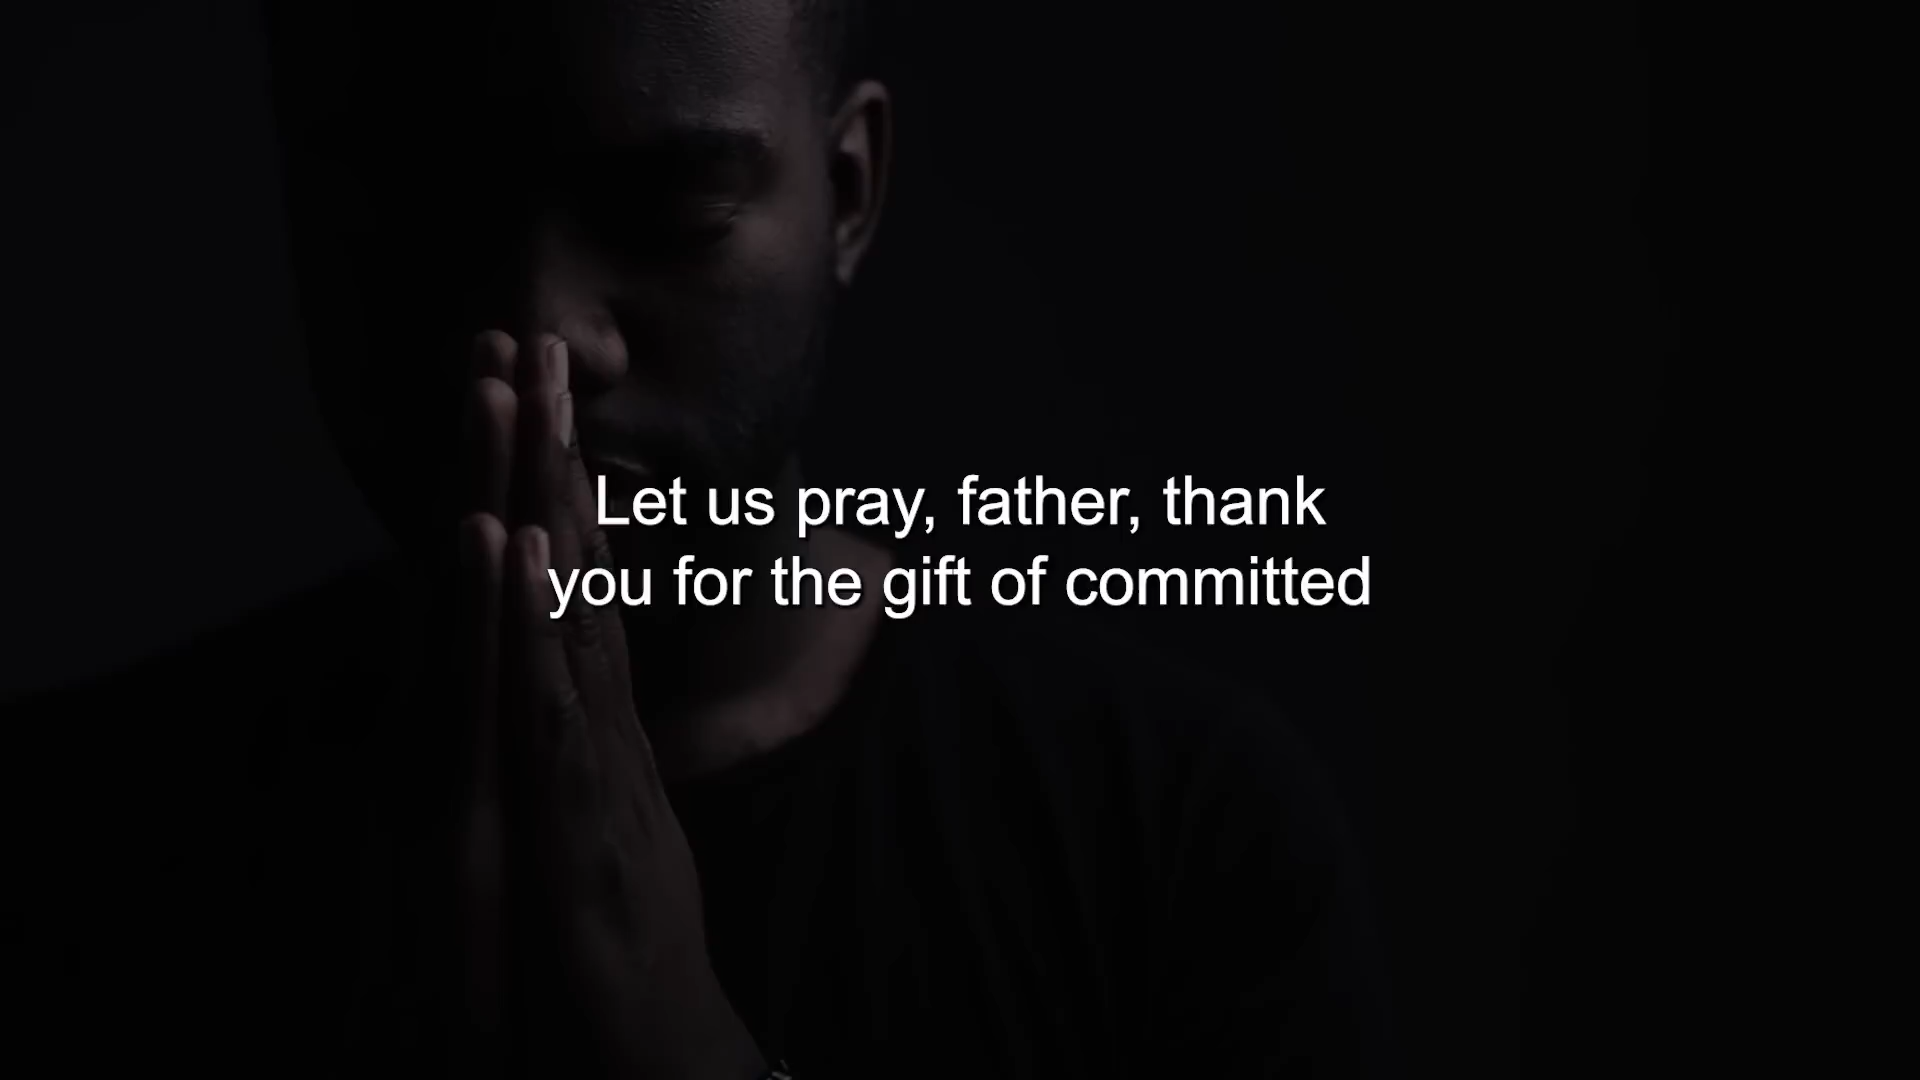 Let us pray, father, thank
you for the gift of committed